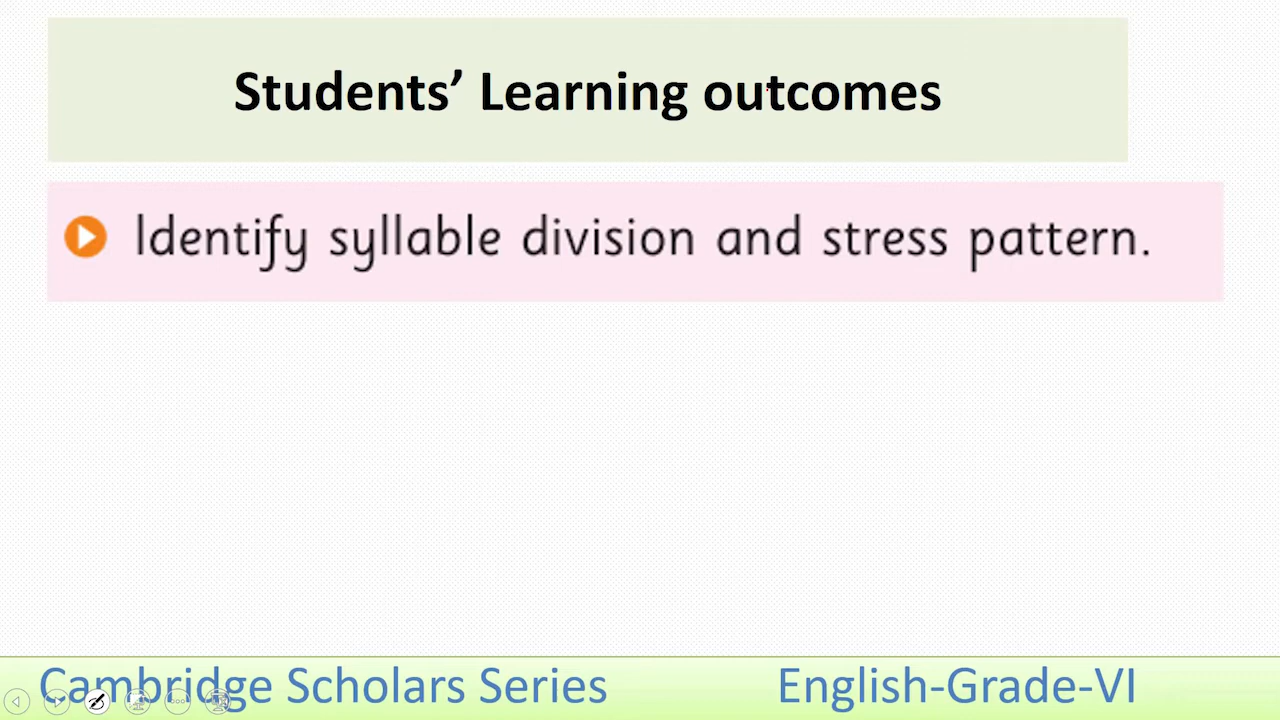 Students’ Learning outcomes
Identify syllable division and stress pattern.
Cambridge Scholars Series English-Grade-VI